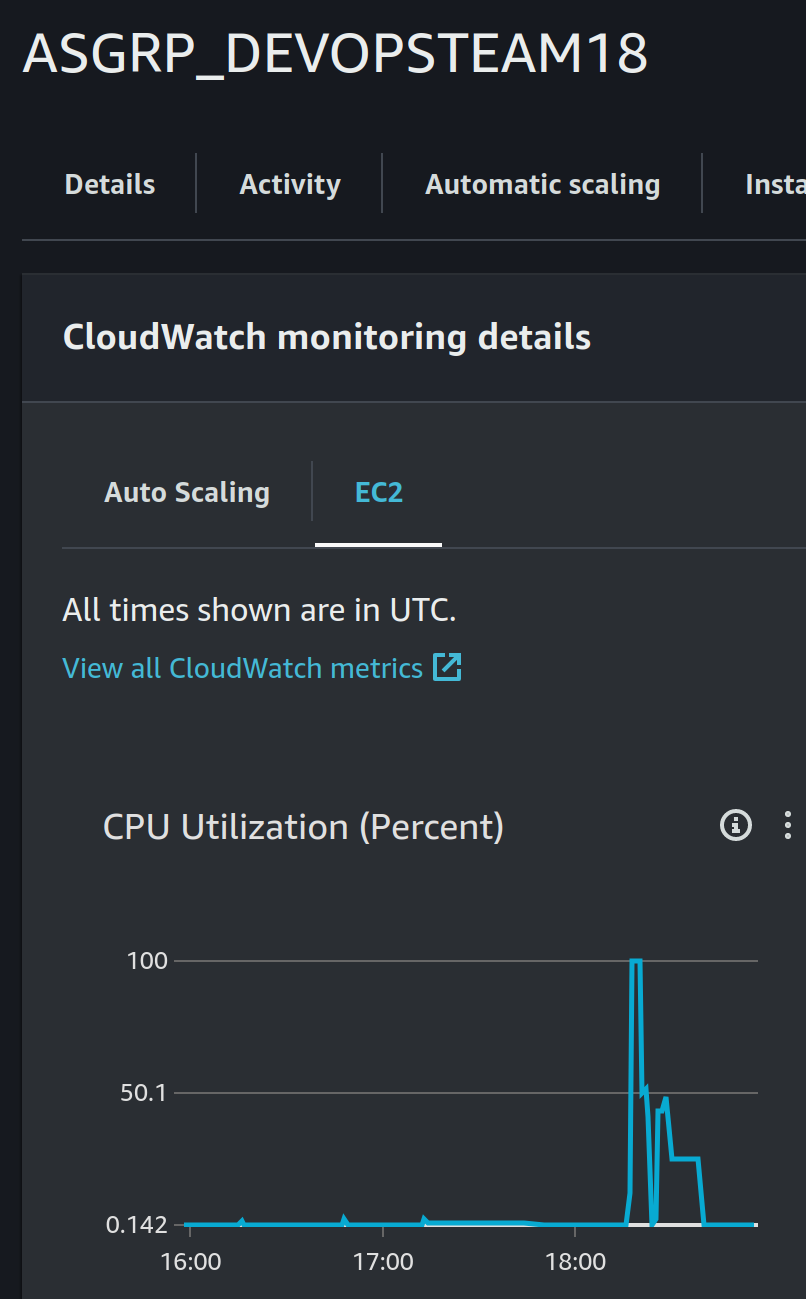 ASGRP_DEVOPSTEAM18
Details Activity Automatic scaling Insta
CloudWatch monitoring details
Auto Scaling EC2
All times shown are in UTC.
View all CloudWatch metrics
CPU Utilization (Percent)
100
50.1
0.142
16:00 17:00 18:00